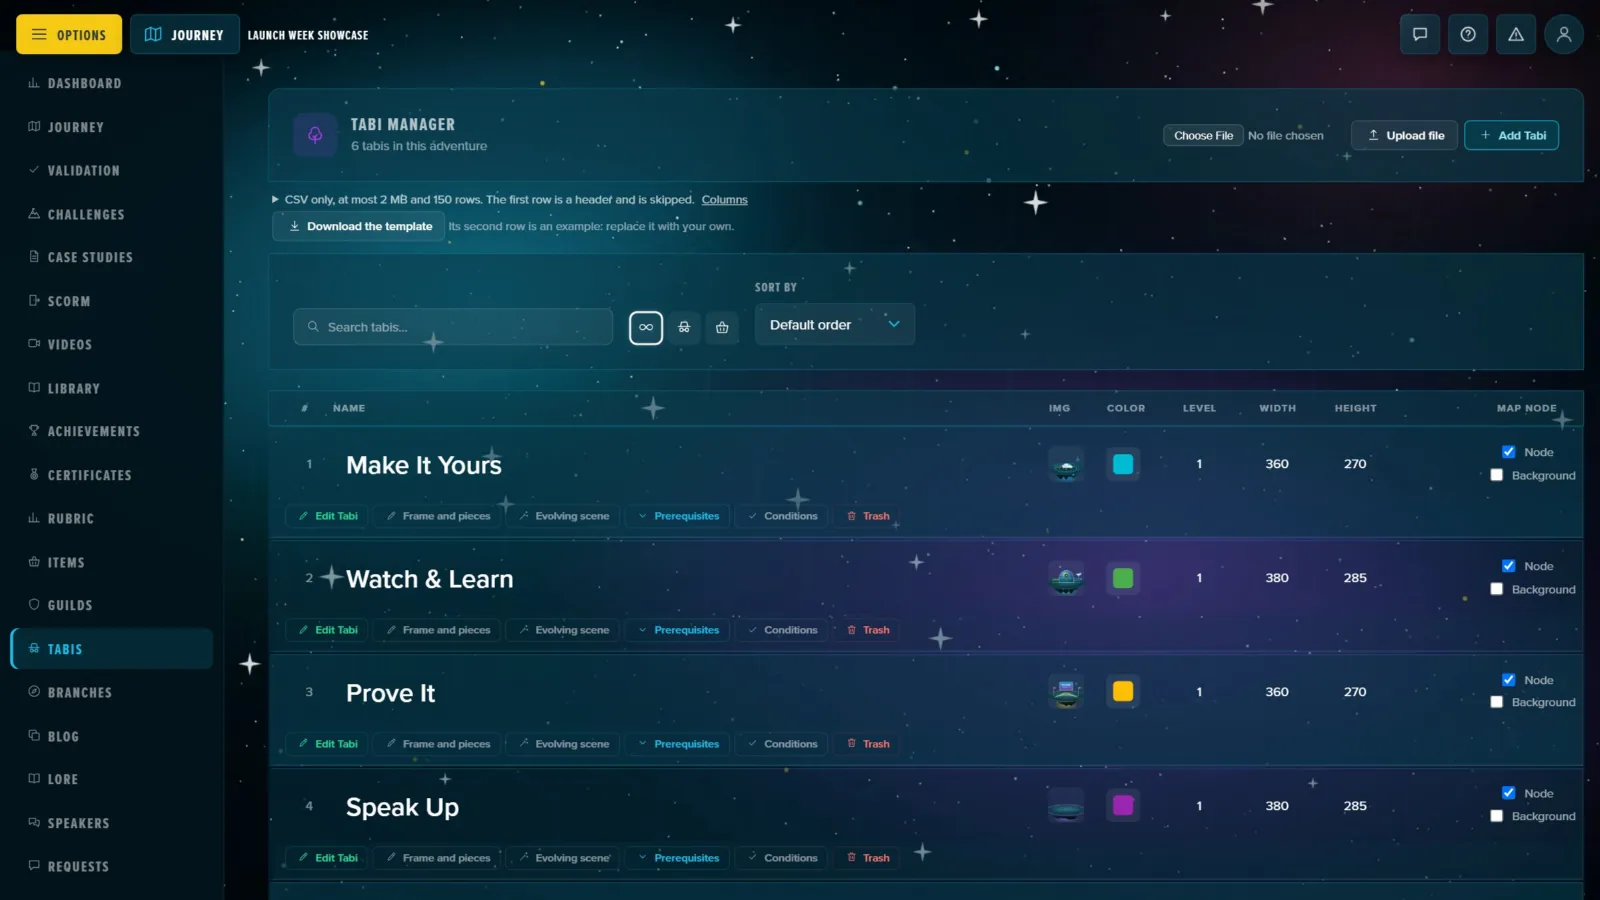 OPTIONS
JOURNEY
LAUNCH WEEK SHOWCASE
DASHBOARD
JOURNEY
VALIDATION
CHALLENGES
CASE STUDIES
SCORM
VIDEOS
LIBRARY
ACHIEVEMENTS
CERTIFICATES
RUBRIC
ITEMS
GUILDS
TABIS
BRANCHES
BLOG
LORE
SPEAKERS
REQUESTS
TABI MANAGER
6 tabis in this adventure
Choose File No file chosen
Upload file
+ Add Tabi
CSV only, at most 2 MB and 150 rows. The first row is a header and is skipped. Columns
Download the template Its second row is an example: replace it with your own.
Search tabis...
SORT BY
Default order
# NAME IMG COLOR LEVEL WIDTH HEIGHT MAP NODE
1 Make It Yours 1 360 270
Node
Background
Edit Tabi Frame and pieces Evolving scene Prerequisites Conditions Trash
2 Watch & Learn 1 380 285
Node
Background
Edit Tabi Frame and pieces Evolving scene Prerequisites Conditions Trash
3 Prove It 1 360 270
Node
Background
Edit Tabi Frame and pieces Evolving scene Prerequisites Conditions Trash
4 Speak Up 1 380 285
Node
Background
Edit Tabi Frame and pieces Evolving scene Prerequisites Conditions Trash